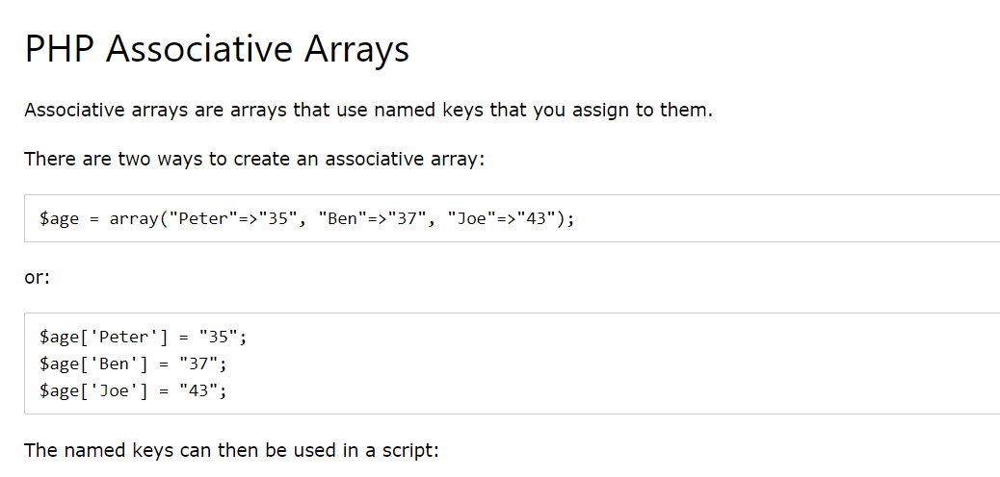 PHP Associative Arrays
Associative arrays are arrays that use named keys that you assign to them.
There are two ways to create an associative array:
$age = array("Peter"=>"35", "Ben"=>"37", "Joe"=>"43");
or:
$age['Peter'] = "35";
$age['Ben'] = "37";
$age['Joe'] = "43";
The named keys can then be used in a script: